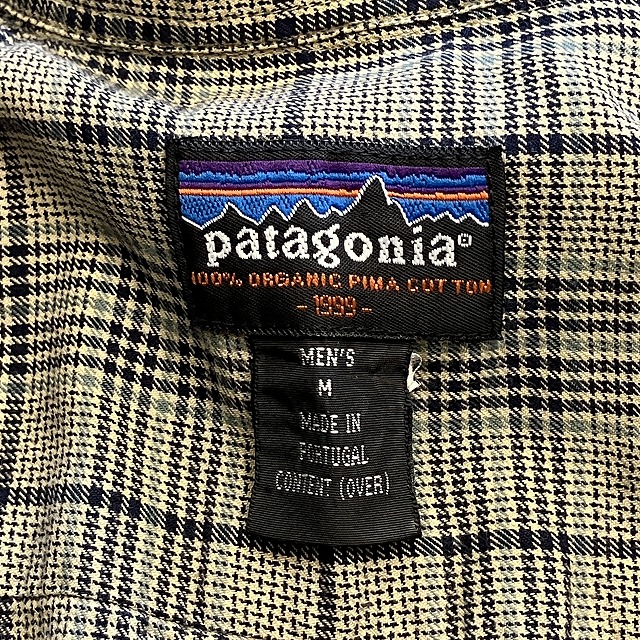 patagonia®
100% ORGANIC PIMA COTTON
- 1999 -
MEN'S
M
MADE IN
PORTUGAL
CONTENT (OVER)